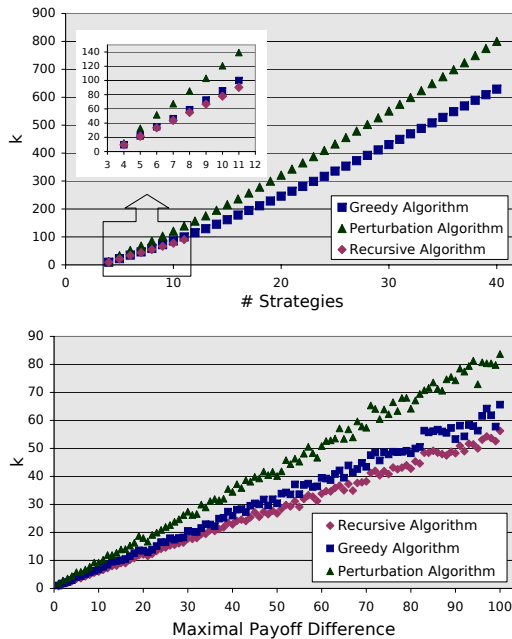 900
800
700
600
500
400
300
200
100
0
k
140
120
100
80
60
40
20
0
3 4 5 6 7 8 9 10 11 12
Greedy Algorithm
Perturbation Algorithm
Recursive Algorithm
0 10 20 30 40
# Strategies
90
80
70
60
50
40
30
20
10
0
k
Recursive Algorithm
Greedy Algorithm
Perturbation Algorithm
0 10 20 30 40 50 60 70 80 90 100
Maximal Payoff Difference